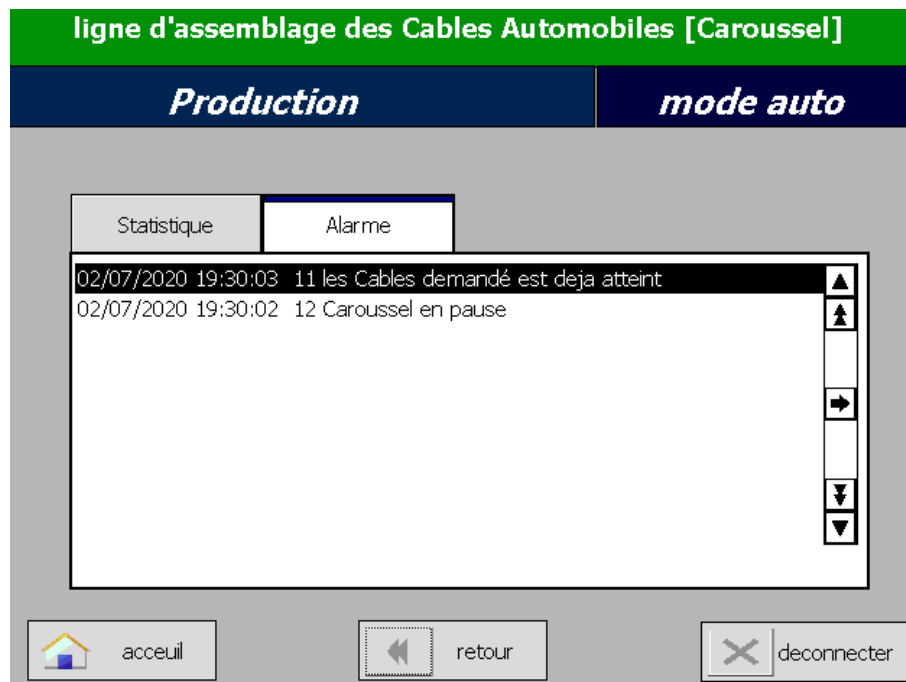 ligne d'assemblage des Cables Automobiles [Caroussel]
Production mode auto
Statistique Alarme
02/07/2020 19:30:03 11 les Cables demandé est deja atteint
02/07/2020 19:30:02 12 Caroussel en pause
acceuil retour deconnecter